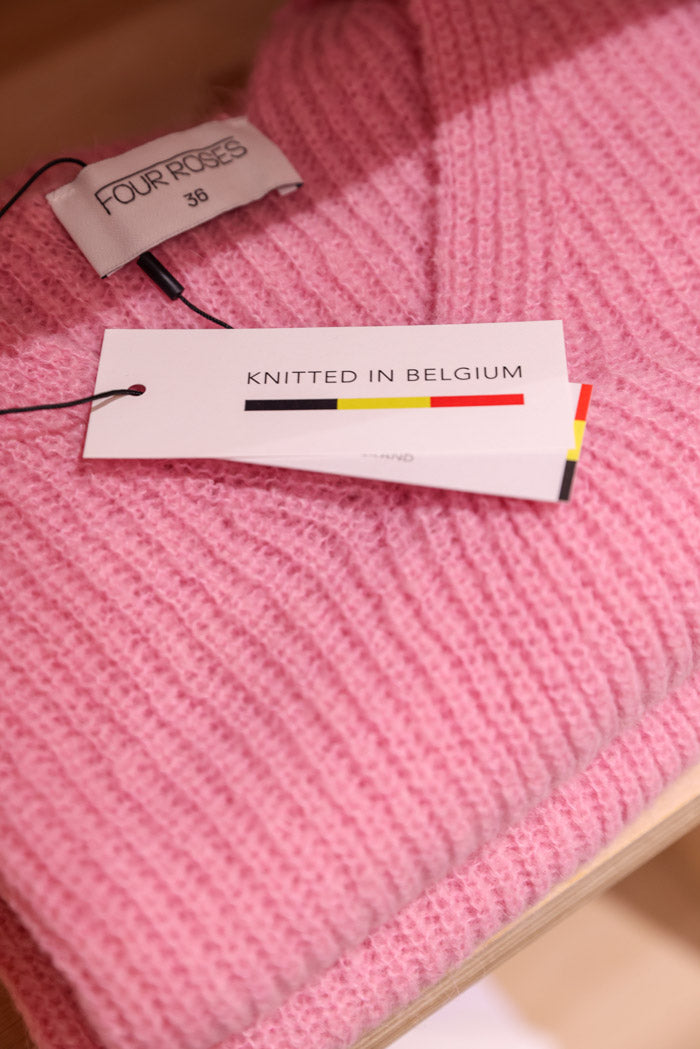 FOUR ROSES
36
KNITTED IN BELGIUM